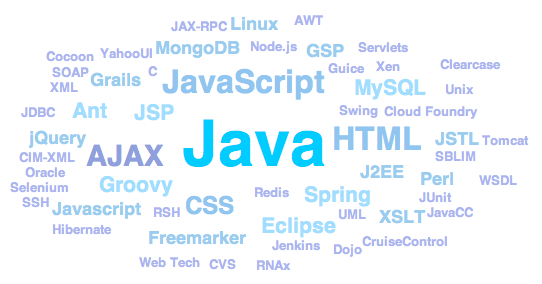 Linux AWT
JAX-RPC
MongoDB Node.js GSP Servlets
Cocoon YahooUI
SOAP Grails C JavaScript Guice Xen Clearcase
XML MySQL Unix
JDBC Ant JSP Swing Cloud Foundry
jQuery AJAX Java HTML JSTL Tomcat
CIM-XML SBLIM
Oracle J2EE
Selenium Groovy Redis Spring Perl WSDL
SSH Javascript RSH CSS UML XSLT JUnit
JavaCC
Hibernate Freemarker Eclipse CruiseControl
Jenkins Dojo
Web Tech CVS RNAx